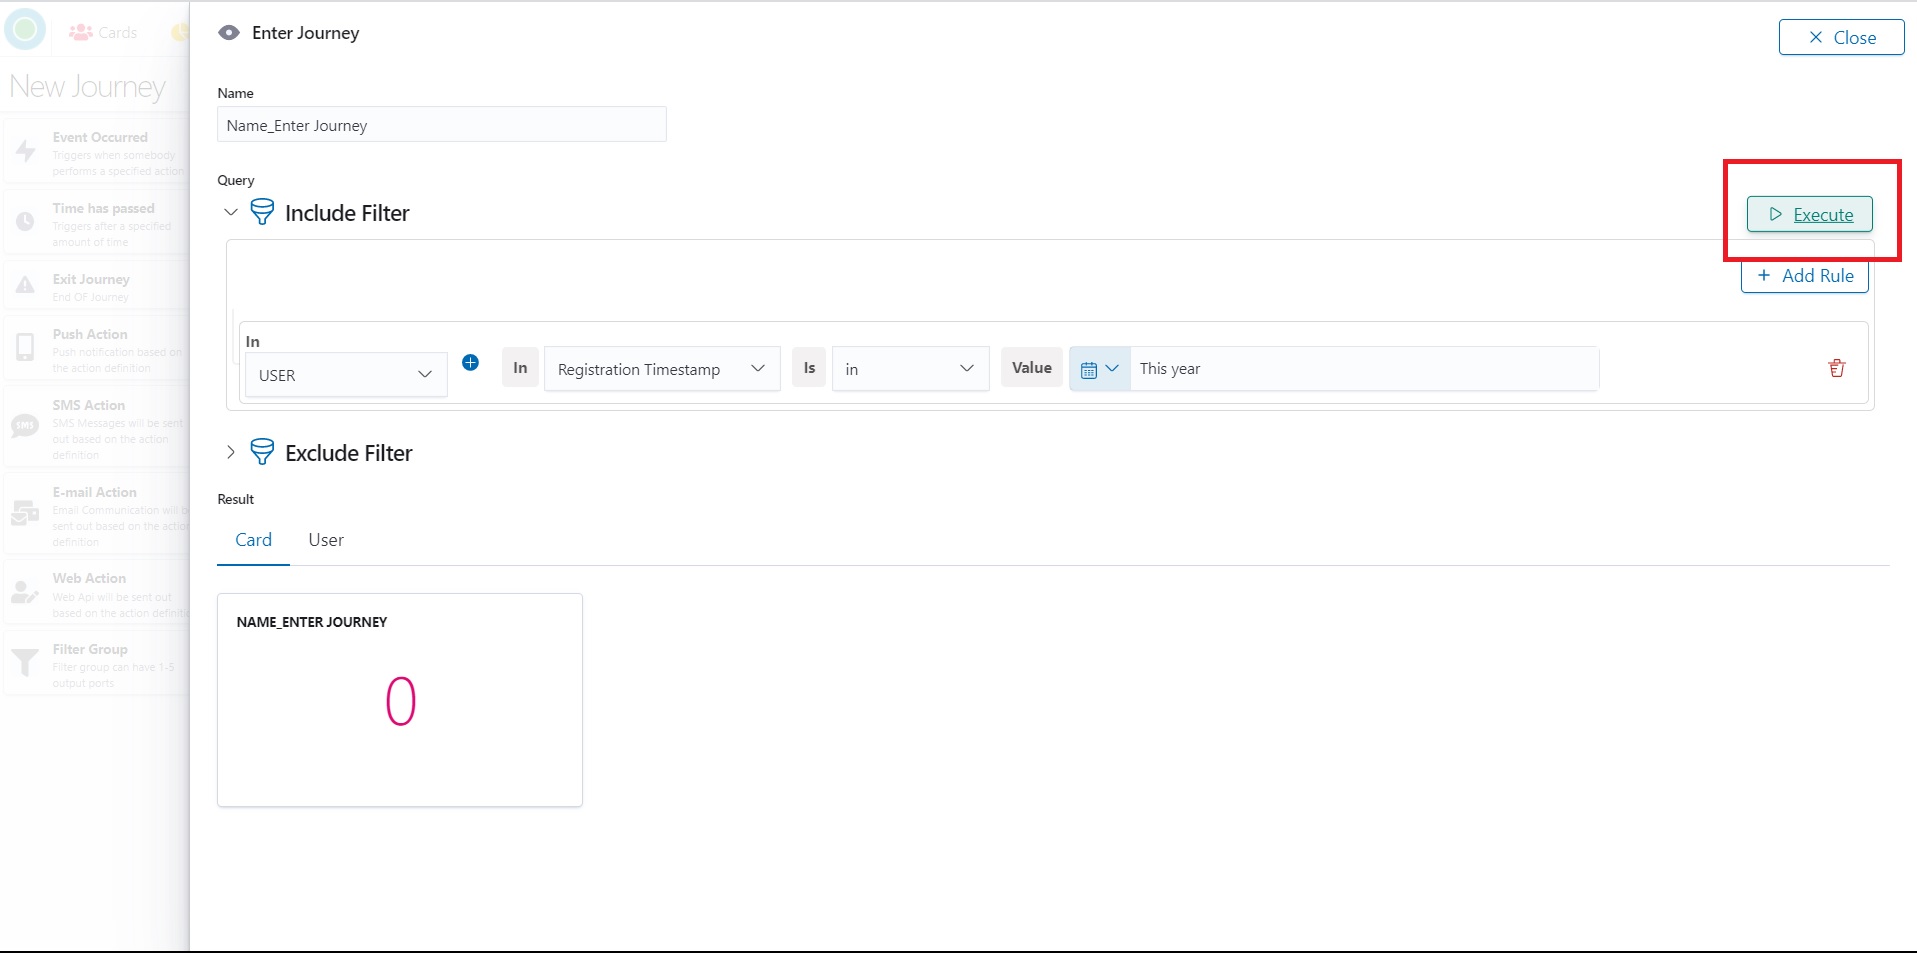 Cards
New Journey
Event Occurred
Triggers when somebody
performs a specified action
Time has passed
Triggers after a specified
amount of time
Exit Journey
End OF Journey
Push Action
Push notification based on
the action definition
SMS Action
SMS
SMS Messages will be sent
out based on the action
definition
E-mail Action
Email Communication will b
sent out based on the action
definition
Web Action
Web Api will be sent out
based on the action definitio
Filter Group
Filter group can have 1-5
output ports
Enter Journey
Close
Name
Name_Enter Journey
Query
Include Filter
Execute
+ Add Rule
In
USER
In
Registration Timestamp
Is
in
Value
This year
Exclude Filter
Result
Card
User
NAME_ENTER JOURNEY
0